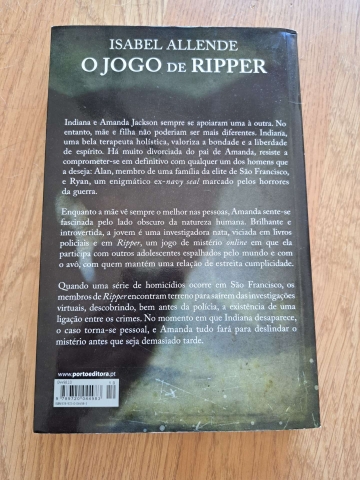 ISABEL ALLENDE
O JOGO DE RIPPER
Indiana e Amanda Jackson sempre se apoiaram uma à outra. No
entanto, mãe e filha não poderiam ser mais diferentes. Indiana,
uma bela terapeuta holística, valoriza a bondade e a liberdade
de espírito. Há muito divorciada do pai de Amanda, resiste a
comprometer-se em definitivo com qualquer um dos homens que
a deseja: Alan, membro de uma família da elite de São Francisco,
e Ryan, um enigmático ex-navy seal marcado pelos horrores
da guerra.
Enquanto a mãe vê sempre o melhor nas pessoas, Amanda sente-se
fascinada pelo lado obscuro da natureza humana. Brilhante e
introvertida, a jovem é uma investigadora nata, viciada em livros
policiais e em Ripper, um jogo de mistério online em que ela
participa com outros adolescentes espalhados pelo mundo e com
o avô, com quem mantém uma relação de estreita cumplicidade.
Quando uma série de homicídios ocorre em São Francisco, os
membros de Ripper encontram terreno para saírem das investigações
virtuais, descobrindo, bem antes da polícia, a existência de uma
ligação entre os crimes. No momento em que Indiana desaparece,
o caso torna-se pessoal, e Amanda tudo fará para deslindar o
mistério antes que seja demasiado tarde.
www.portoeditora.pt